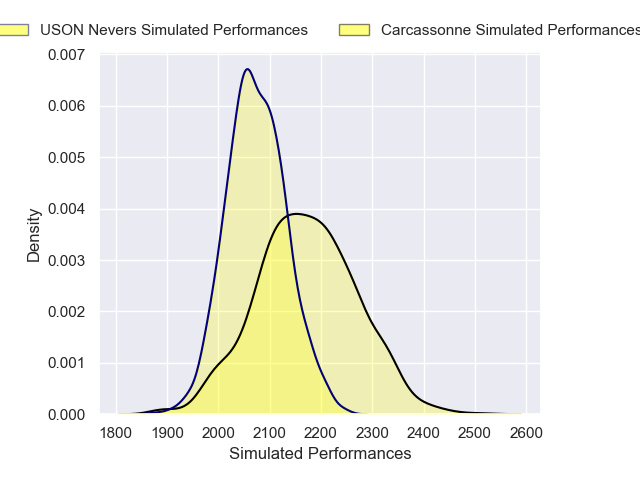 USON Nevers Simulated Performances Carcassonne Simulated Performances
0.007
0.006
0.005
0.004
0.003
0.002
0.001
0.000
Density
1800 1900 2000 2100 2200 2300 2400 2500 2600
Simulated Performances